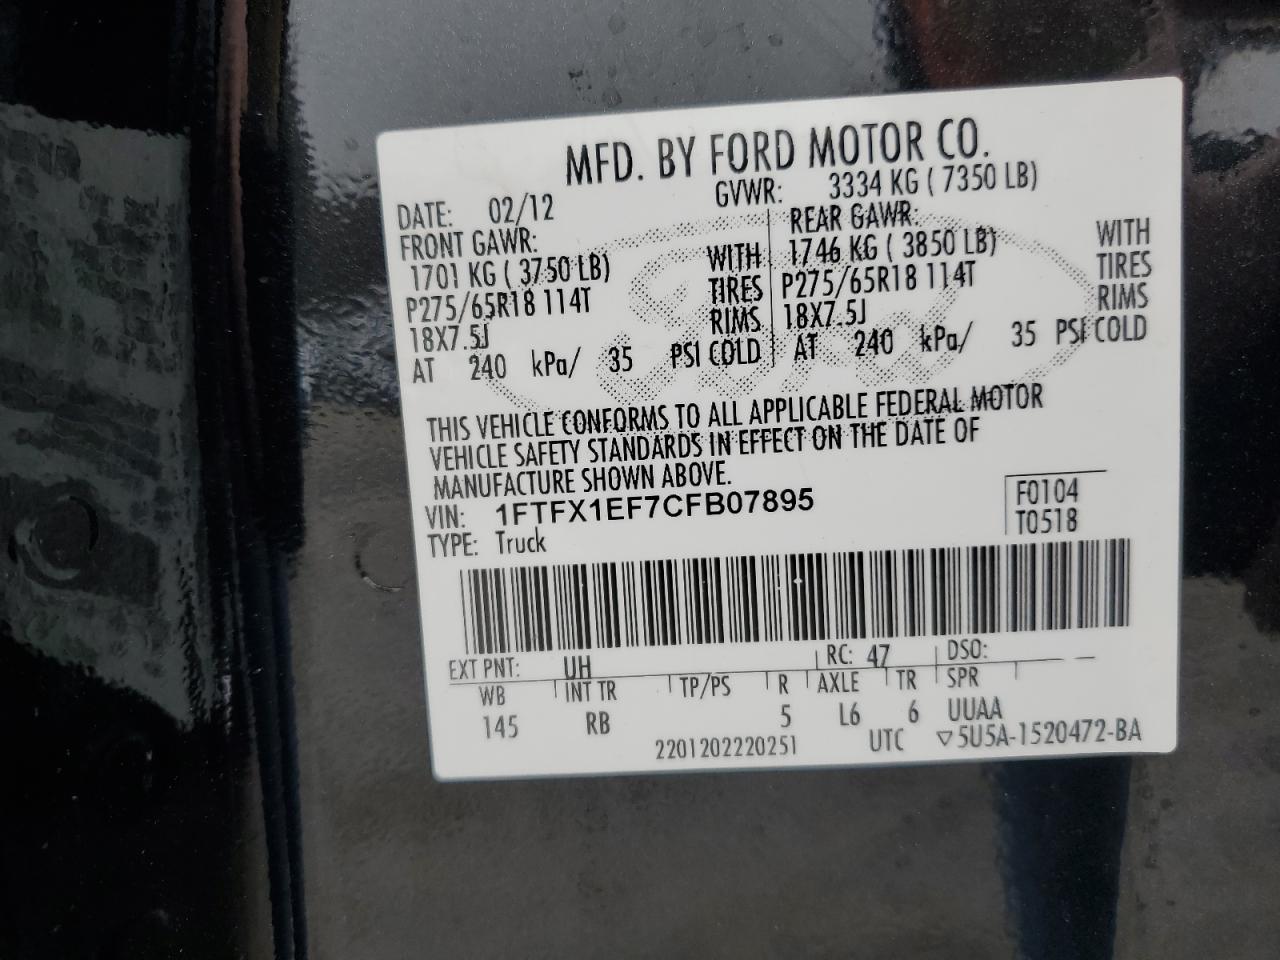 MFD. BY FORD MOTOR CO.
DATE: 02/12 GVWR: 3334 KG ( 7350 LB)
FRONT GAWR: REAR GAWR:
1701 KG ( 3750 LB) WITH 1746 KG ( 3850 LB) WITH
P275/65R18 114T TIRES P275/65R18 114T TIRES
18X7.5J RIMS 18X7.5J RIMS
AT 240 kPa/ 35 PSI COLD AT 240 kPa/ 35 PSI COLD
THIS VEHICLE CONFORMS TO ALL APPLICABLE FEDERAL MOTOR
VEHICLE SAFETY STANDARDS IN EFFECT ON THE DATE OF
MANUFACTURE SHOWN ABOVE.
VIN: 1FTFX1EF7CFB07895 F0104
TYPE: Truck T0518
EXT PNT: UH RC: 47 DSO:
WB INT TR TP/PS R AXLE TR SPR
145 RB 5 L6 6 UUAA
2201202220251 UTC ▽5U5A-1520472-BA